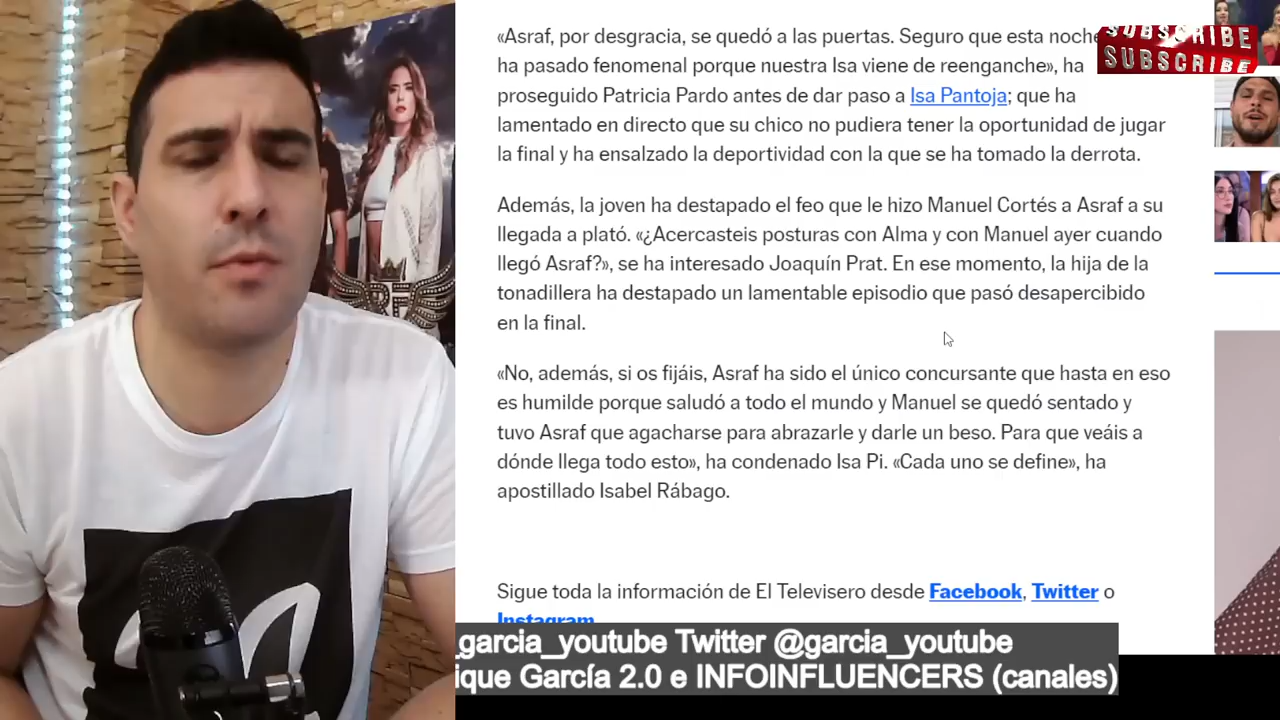 «Asraf, por desgracia, se quedó a las puertas. Seguro que esta noche
ha pasado fenomenal porque nuestra Isa viene de reenganche», ha
proseguido Patricia Pardo antes de dar paso a Isa Pantoja; que ha
lamentado en directo que su chico no pudiera tener la oportunidad de jugar
la final y ha ensalzado la deportividad con la que se ha tomado la derrota.
Además, la joven ha destapado el feo que le hizo Manuel Cortés a Asraf a su
llegada a plató. «¿Acercasteis posturas con Alma y con Manuel ayer cuando
llegó Asraf?», se ha interesado Joaquín Prat. En ese momento, la hija de la
tonadillera ha destapado un lamentable episodio que pasó desapercibido
en la final.
«No, además, si os fijáis, Asraf ha sido el único concursante que hasta en eso
es humilde porque saludó a todo el mundo y Manuel se quedó sentado y
tuvo Asraf que agacharse para abrazarle y darle un beso. Para que veáis a
dónde llega todo esto», ha condenado Isa Pi. «Cada uno se define», ha
apostillado Isabel Rábago.
Sigue toda la información de El Televisero desde Facebook, Twitter o
Instagram
_garcia_youtube Twitter @garcia_youtube
ique García 2.0 e INFOINFLUENCERS (canales)
SUBSCRIBE
SUBSCRIBE